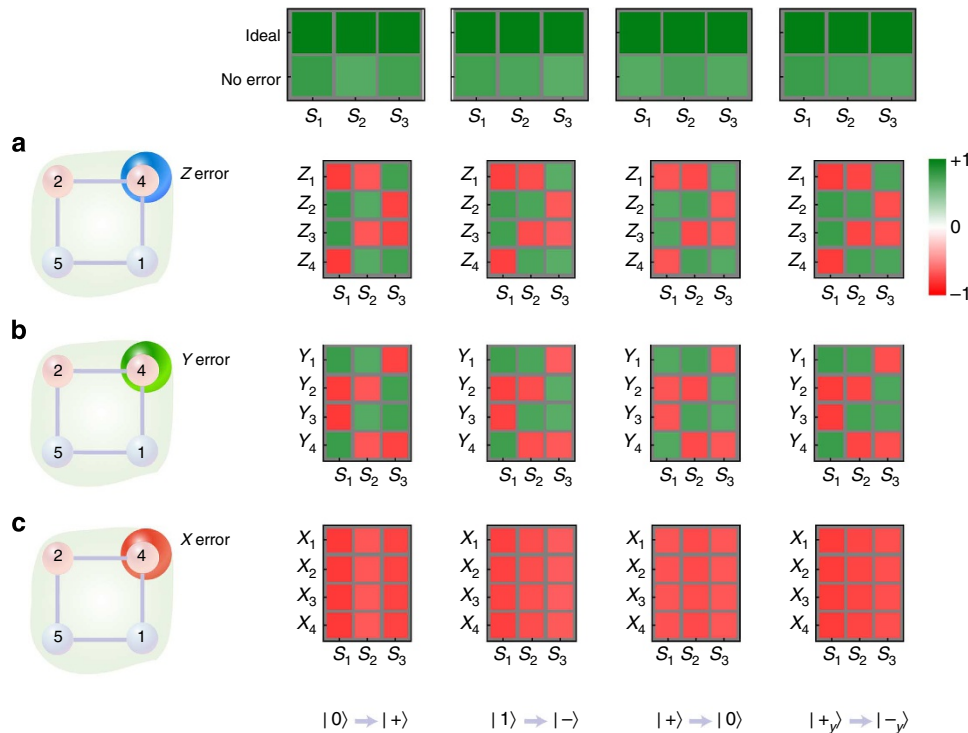 Ideal
No error
S1 S2 S3 S1 S2 S3 S1 S2 S3 S1 S2 S3
a
2 4 Z error
5 1
Z1 Z1 Z1 Z1
Z2 Z2 Z2 Z2
Z3 Z3 Z3 Z3
Z4 Z4 Z4 Z4
S1 S2 S3 S1 S2 S3 S1 S2 S3 S1 S2 S3
+1
0
−1
b
2 4 Y error
5 1
Y1 Y1 Y1 Y1
Y2 Y2 Y2 Y2
Y3 Y3 Y3 Y3
Y4 Y4 Y4 Y4
S1 S2 S3 S1 S2 S3 S1 S2 S3 S1 S2 S3
c
2 4 X error
5 1
X1 X1 X1 X1
X2 X2 X2 X2
X3 X3 X3 X3
X4 X4 X4 X4
S1 S2 S3 S1 S2 S3 S1 S2 S3 S1 S2 S3
|0⟩ → |+⟩ |1⟩ → |−⟩ |+⟩ → |0⟩ |+y⟩ → |−y⟩